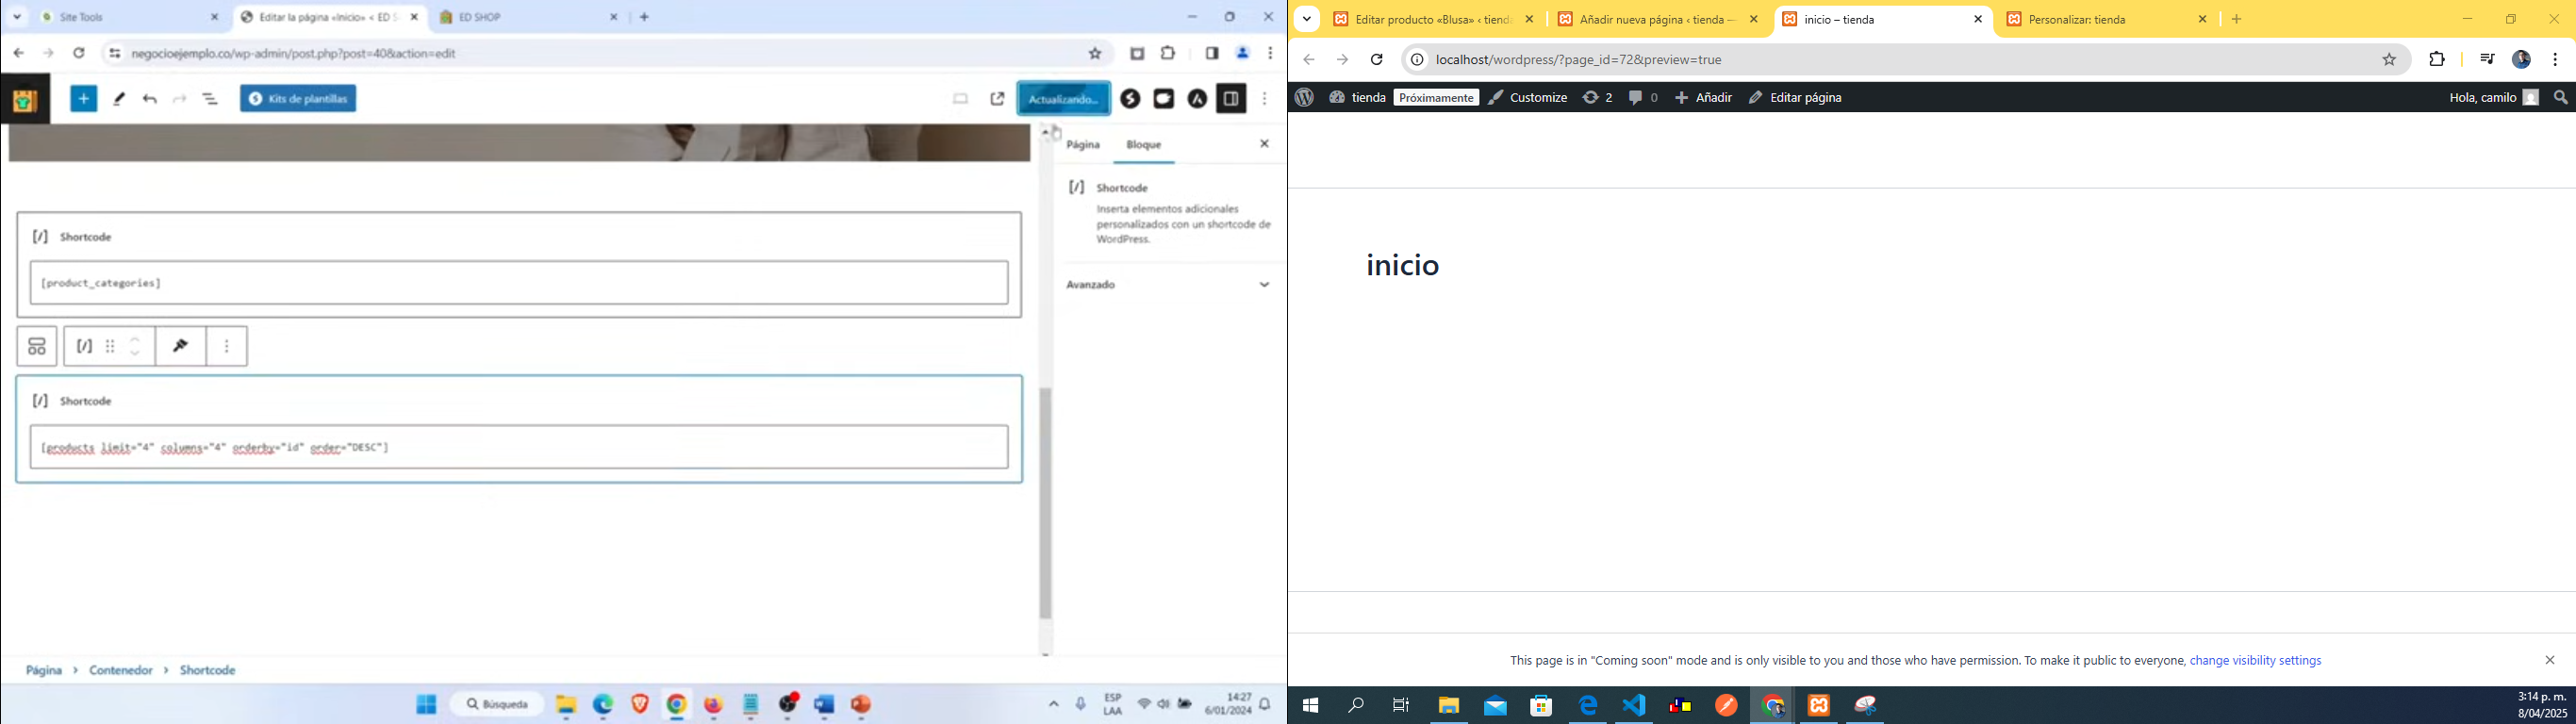 Site Tools
Editar la página «Inicio» < ED S
ED SHOP
negocioejemplo.co/wp-admin/post.php?post=40&action=edit
Kits de plantillas
Actualizando...
Página
Bloque
[/] Shortcode
Inserta elementos adicionales
personalizados con un shortcode de
WordPress.
Avanzado
[/] Shortcode
[product_categories]
[/]
[/] Shortcode
[products limit="4" columns="4" orderby="id" order="DESC"]
Página > Contenedor > Shortcode
Búsqueda
ESP
LAA
14:27
6/01/2024
Editar producto «Blusa» ‹ tienda
Añadir nueva página ‹ tienda —
inicio – tienda
Personalizar: tienda
localhost/wordpress/?page_id=72&preview=true
tienda
Próximamente
Customize
2
0
Añadir
Editar página
Hola, camilo
inicio
This page is in "Coming soon" mode and is only visible to you and those who have permission. To make it public to everyone, change visibility settings
3:14 p. m.
8/04/2025